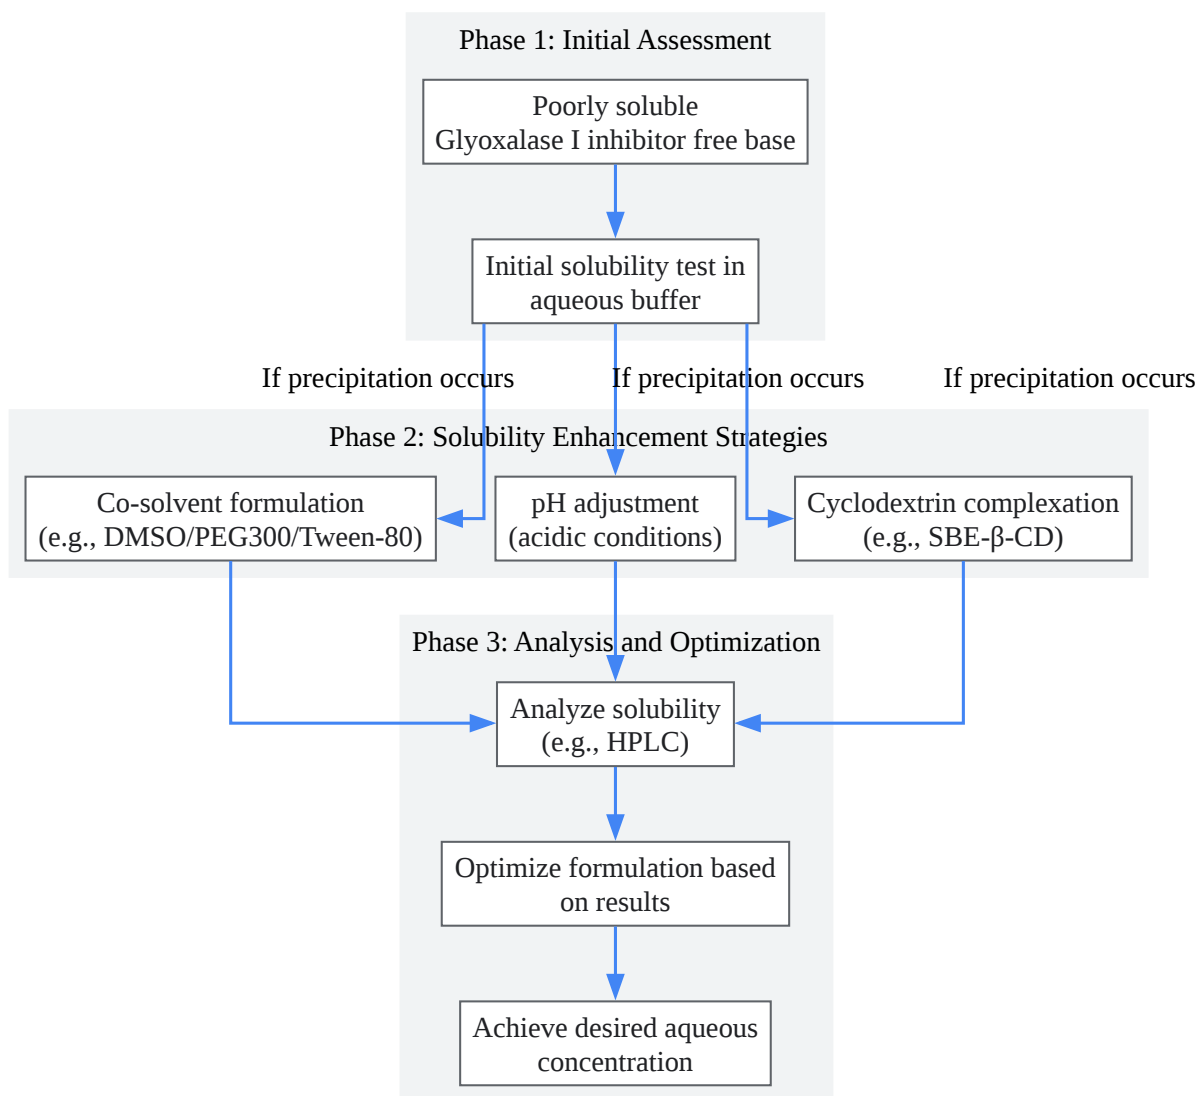 Phase 1: Initial Assessment
Poorly soluble
Glyoxalase I inhibitor free base
Initial solubility test in
aqueous buffer
If precipitation occurs
If precipitation occurs
If precipitation occurs
Phase 2: Solubility Enhancement Strategies
Co-solvent formulation
(e.g., DMSO/PEG300/Tween-80)
pH adjustment
(acidic conditions)
Cyclodextrin complexation
(e.g., SBE-β-CD)
Phase 3: Analysis and Optimization
Analyze solubility
(e.g., HPLC)
Optimize formulation based
on results
Achieve desired aqueous
concentration